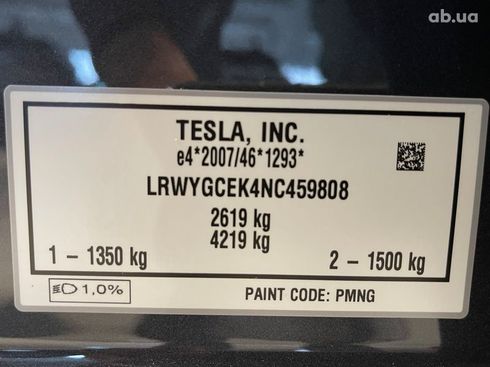 ab.ua
TESLA, INC.
e4*2007/46*1293*
LRWYGCEK4NC459808
2619 kg
4219 kg
1 – 1350 kg 2 – 1500 kg
1,0% PAINT CODE: PMNG